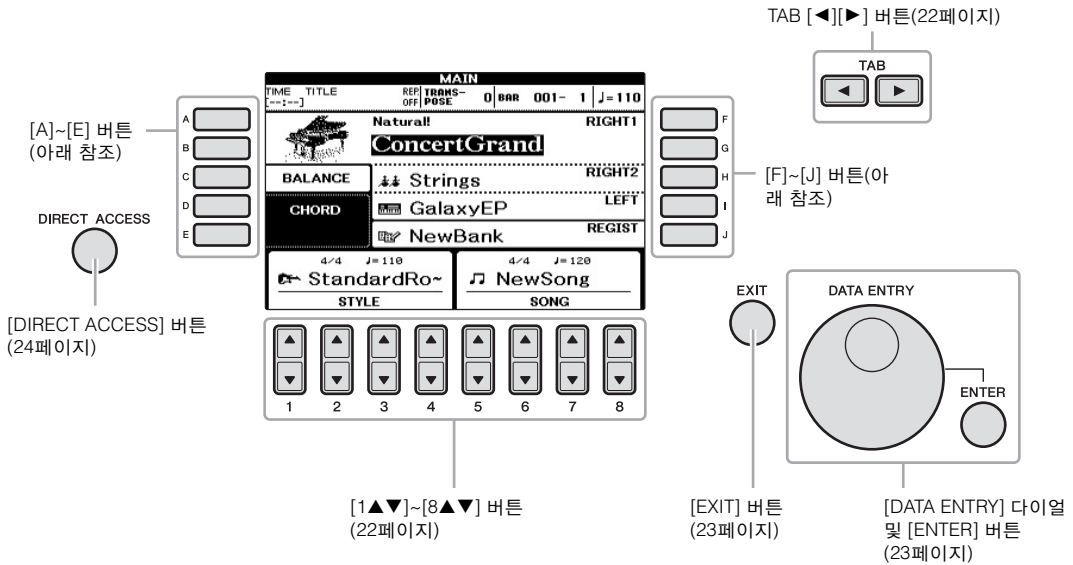 TAB [◄][►] 버튼(22페이지)
TAB
◄ ►
MAIN
TIME TITLE
[--:--]
REP. OFF TRANS-POSE 0 BAR 001- 1 ♩=110
[A]~[E] 버튼
(아래 참조)
A
B
C
D
E
Natural! RIGHT1
ConcertGrand
BALANCE
Strings RIGHT2
CHORD
GalaxyEP LEFT
NewBank REGIST
4/4 ♩=110
StandardRo~
STYLE
4/4 ♩=120
NewSong
SONG
F
G
H
I
J
[F]~[J] 버튼(아
래 참조)
DIRECT ACCESS
[DIRECT ACCESS] 버튼
(24페이지)
▲ ▲ ▲ ▲ ▲ ▲ ▲ ▲
▼ ▼ ▼ ▼ ▼ ▼ ▼ ▼
1 2 3 4 5 6 7 8
EXIT
DATA ENTRY
ENTER
[1▲▼]~[8▲▼] 버튼
(22페이지)
[EXIT] 버튼
(23페이지)
[DATA ENTRY] 다이얼
및 [ENTER] 버튼
(23페이지)